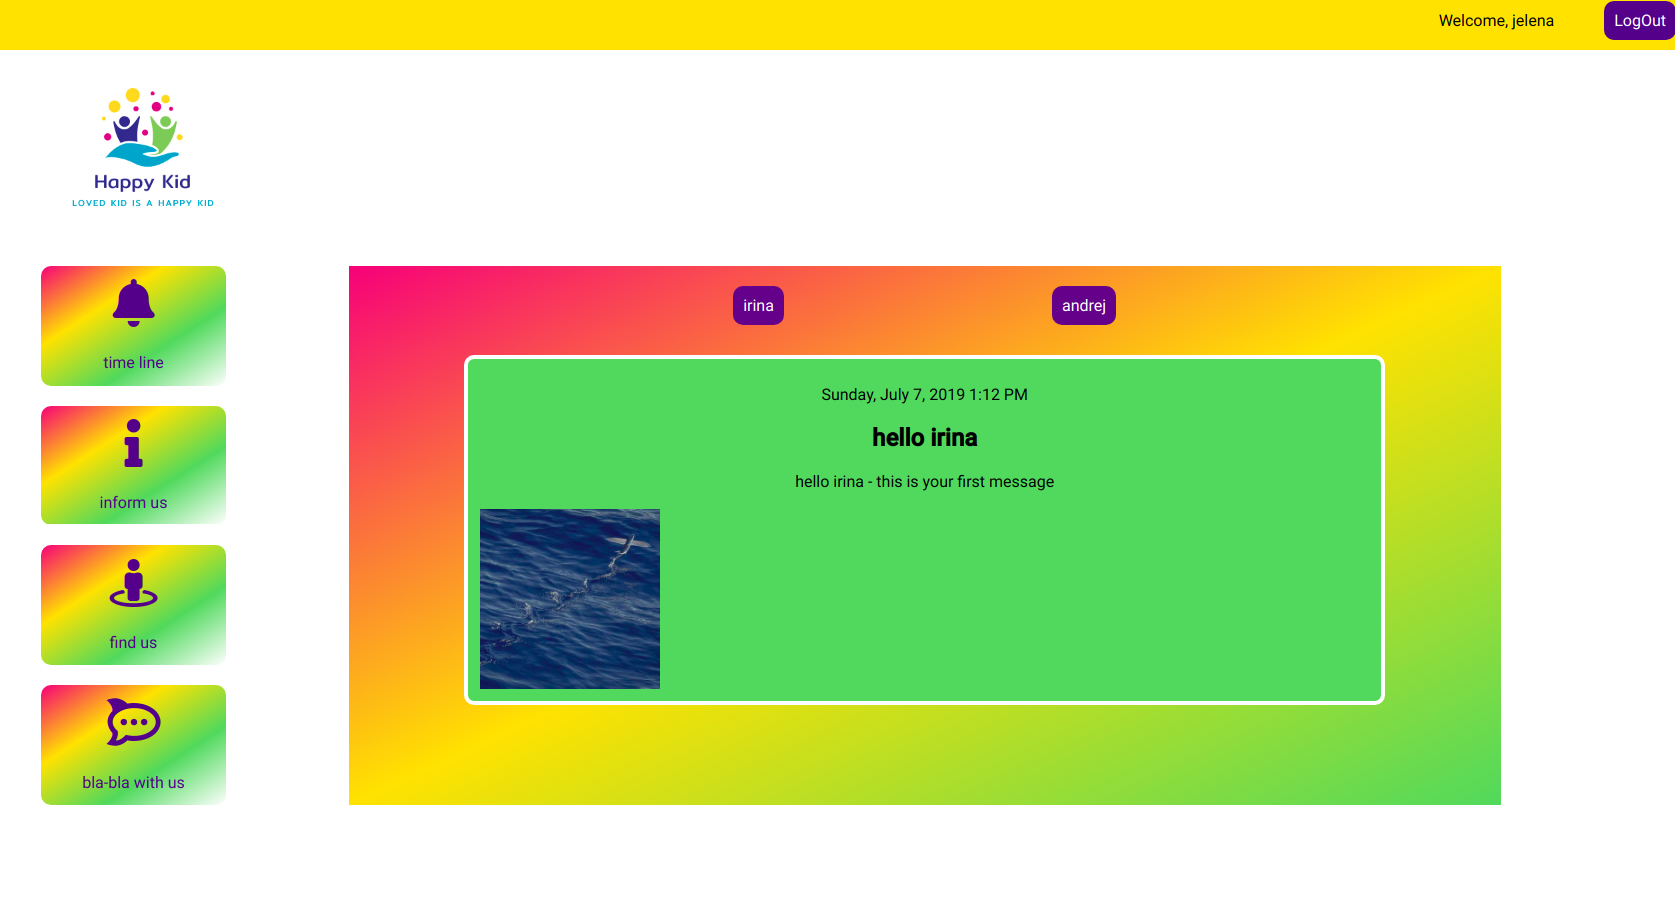 Welcome, jelena
LogOut
Happy Kid
LOVED KID IS A HAPPY KID
time line
inform us
find us
bla-bla with us
irina
andrej
Sunday, July 7, 2019 1:12 PM
hello irina
hello irina - this is your first message